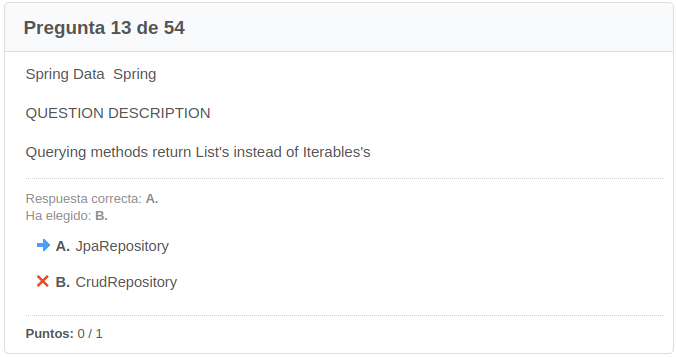 Pregunta 13 de 54
Spring Data  Spring
QUESTION DESCRIPTION
Querying methods return List's instead of Iterables's
Respuesta correcta: A.
Ha elegido: B.
A. JpaRepository
B. CrudRepository
Puntos: 0 / 1